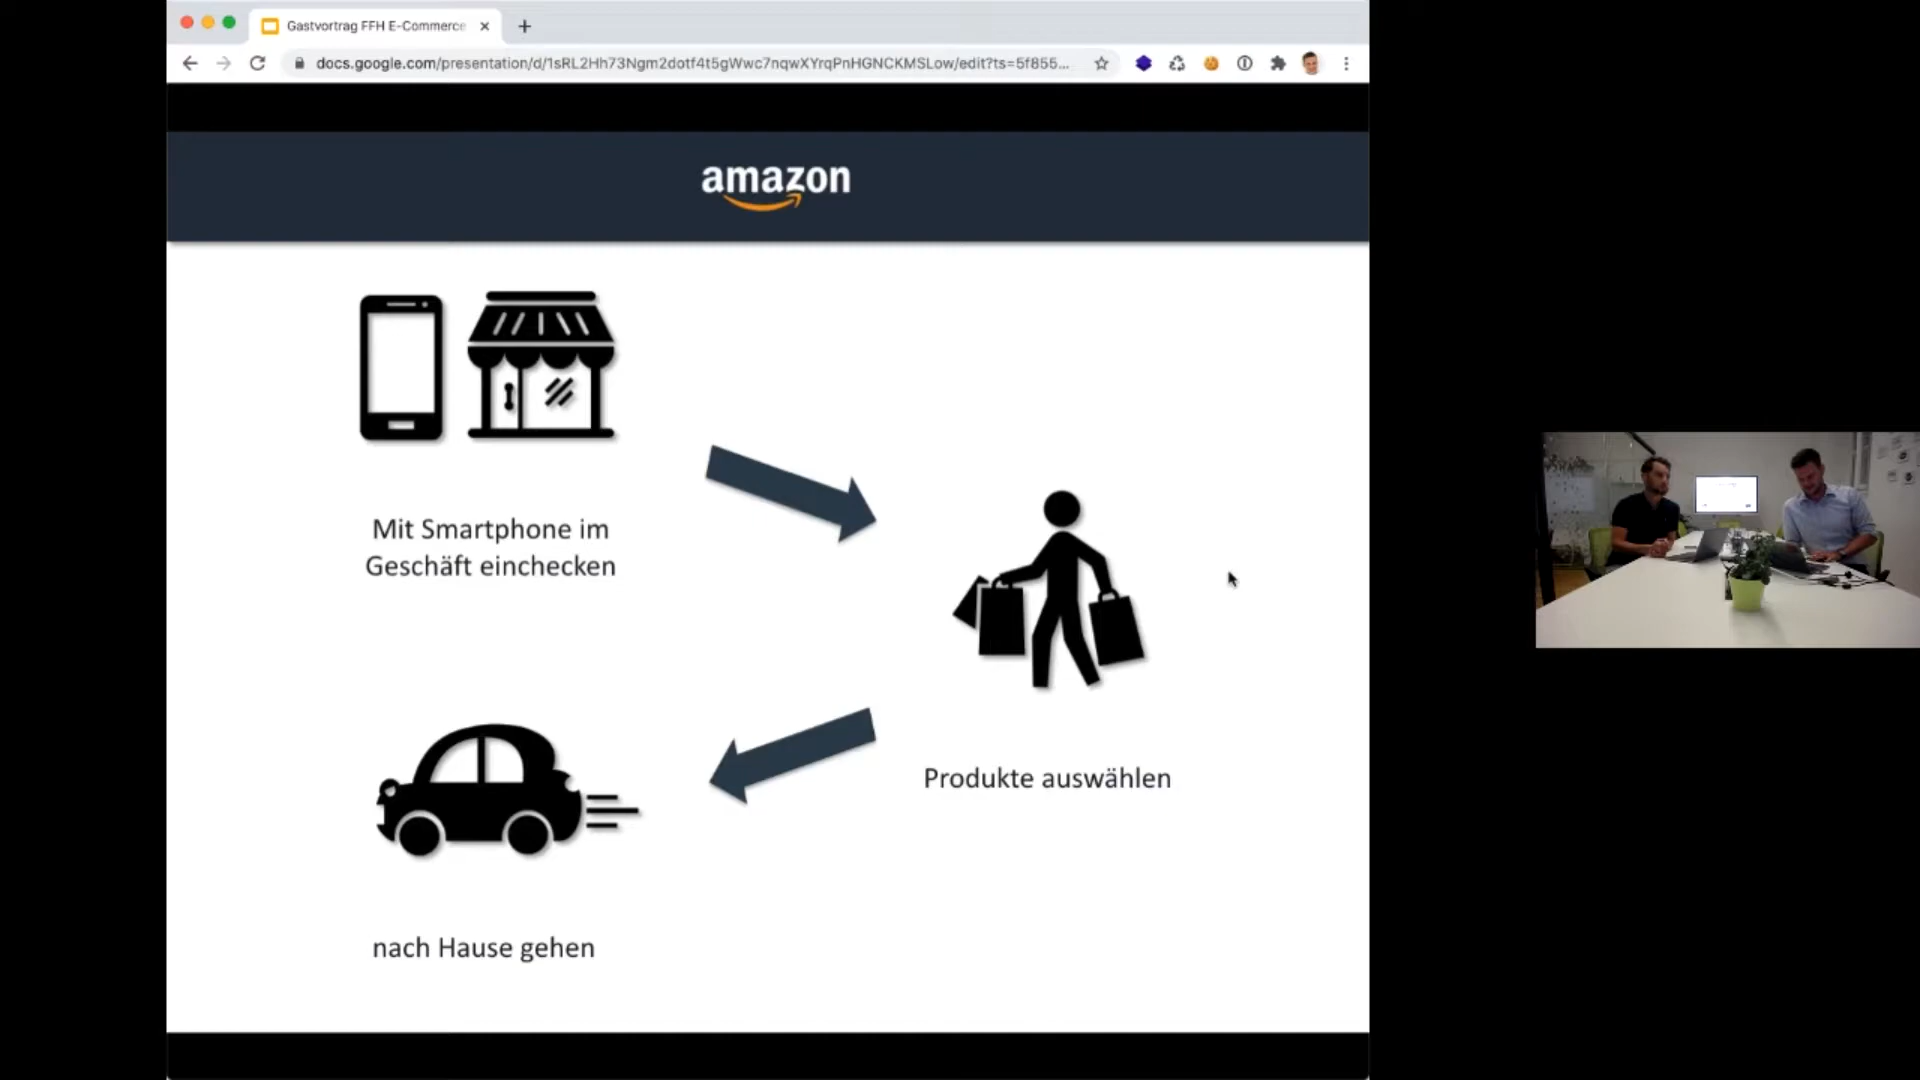 Gastvortrag FFH E-Commerce
docs.google.com/presentation/d/1sRL2Hh73Ngm2dotf4t5gWwc7nqwXYrqPnHGNCKMSLow/edit?ts=5f855...
amazon
Mit Smartphone im
Geschäft einchecken
Produkte auswählen
nach Hause gehen